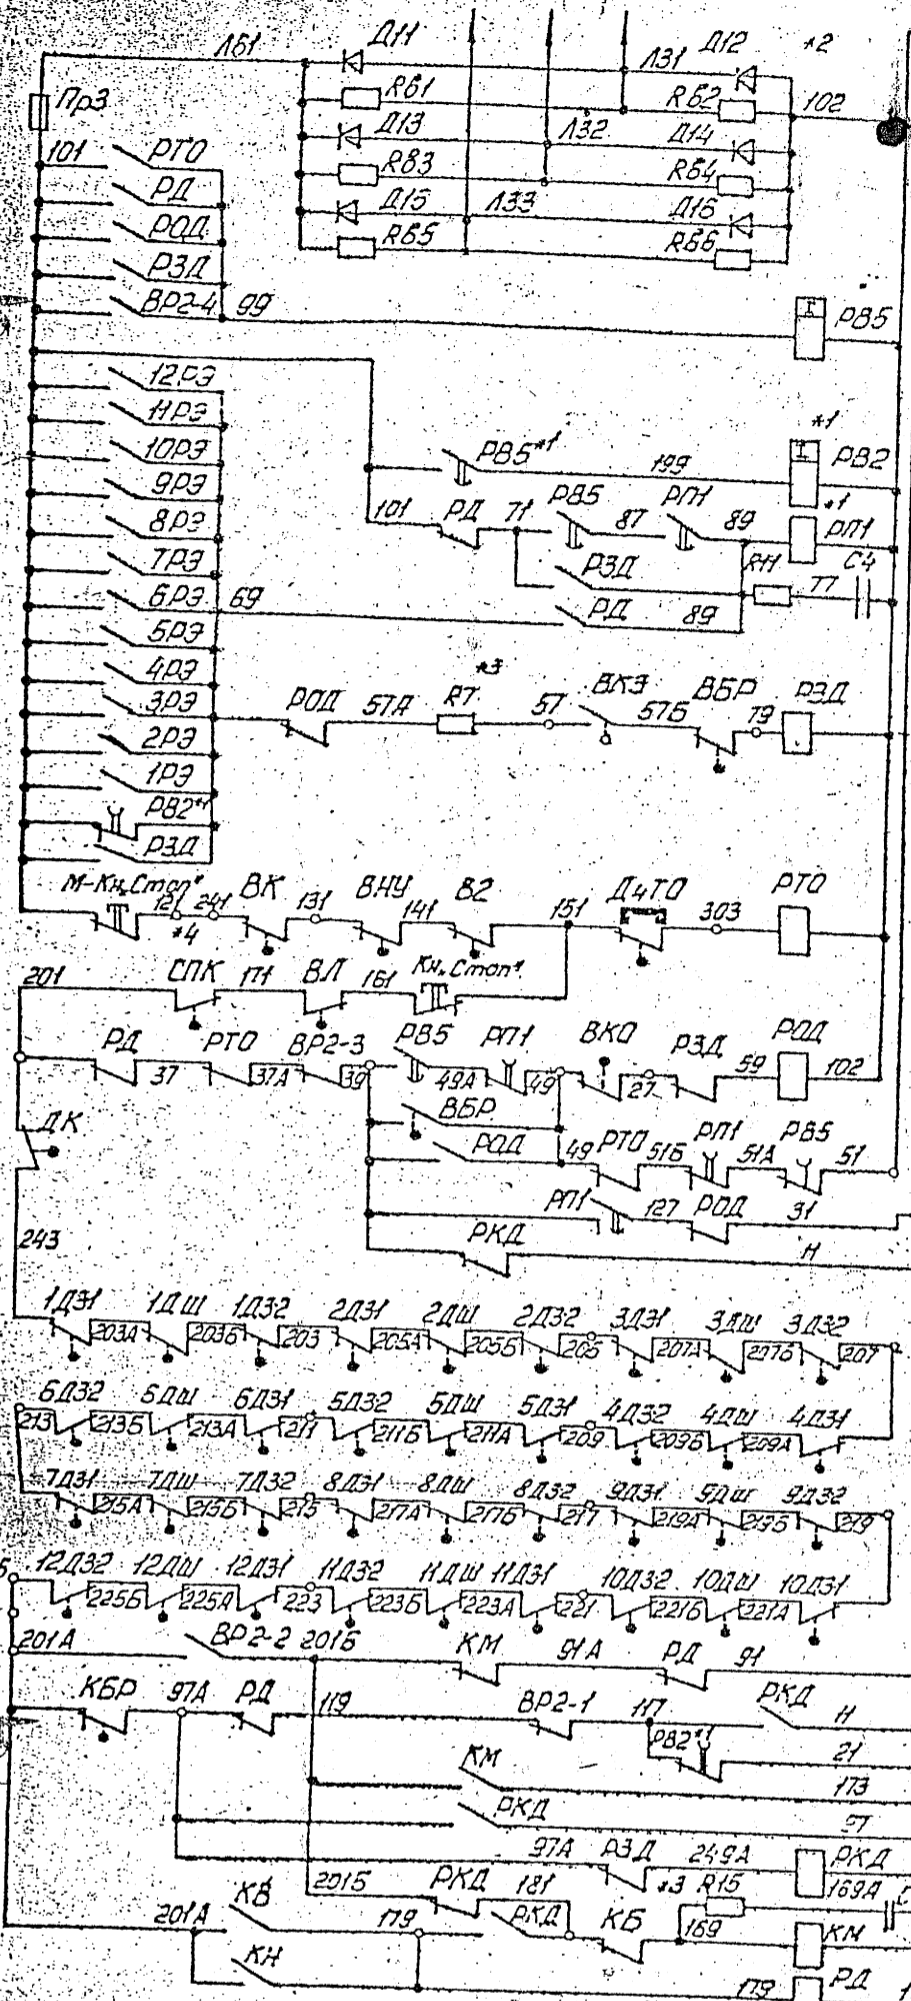 Л61 Д11 Л31 Д12 *2
Пр3 R61 R62 102
Д13 Л32 Д14
101 РТО R83 R64
РД Д15 Л33 Д16
РОД R65 R66
РЗД
ВР2-4 99 РВ5
12РЭ
11РЭ *1
10РЭ РВ5*1 199 РВ2
9РЭ *1
8РЭ 101 РД 71 РВ5 87 РП1 89 РП1
7РЭ РЗД R11 77 С4
6РЭ 69 РД 89
5РЭ
4РЭ *3
3РЭ РОД 57А R7 57 ВКЭ 57Б ВБР 79 РЗД
2РЭ
1РЭ
РВ2*1
РЗД
М-Кн„Стоп" 121 241 ВК 131 ВНУ 141 В2 151 Д4ТО 303 РТО
*4
201 СПК 171 ВЛ 161 Кн„Стоп"
РД 37 РТО 37А ВР2-3 39 РВ5 49А РП1 49 ВКО 27 РЗД 59 РОД 102
ДК ВБР
РОД 49 РТО 51Б РП1 51А РВ5 51
РП1 127 РОД 31
243 РКД Н
1ДЗ1 1ДШ 1ДЗ2 2ДЗ1 2ДШ 2ДЗ2 3ДЗ1 3ДШ 3ДЗ2
203А 203Б 203 205А 205Б 205 207А 207Б 207
6ДЗ2 6ДШ 6ДЗ1 5ДЗ2 5ДШ 5ДЗ1 4ДЗ2 4ДШ 4ДЗ1
213 213Б 213А 211 211Б 211А 209 209Б 209А
7ДЗ1 7ДШ 7ДЗ2 8ДЗ1 8ДШ 8ДЗ2 9ДЗ1 9ДШ 9ДЗ2
215А 215Б 215 217А 217Б 217 219А 219Б 219
12ДЗ2 12ДШ 12ДЗ1 11ДЗ2 11ДШ 11ДЗ1 10ДЗ2 10ДШ 10ДЗ1
225Б 225А 223 223Б 223А 221 221Б 221А
201А ВР2-2 201Б КМ 91А РД 91
КБР 97А РД 119 ВР2-1 117 РКД Н
РВ2*1 21
КМ 173
РКД 97
97А РЗД 249А РКД
201Б РКД 181 *3 R15 169А
201А КВ 179 РКД КБ 169 КМ
КН 179 РД